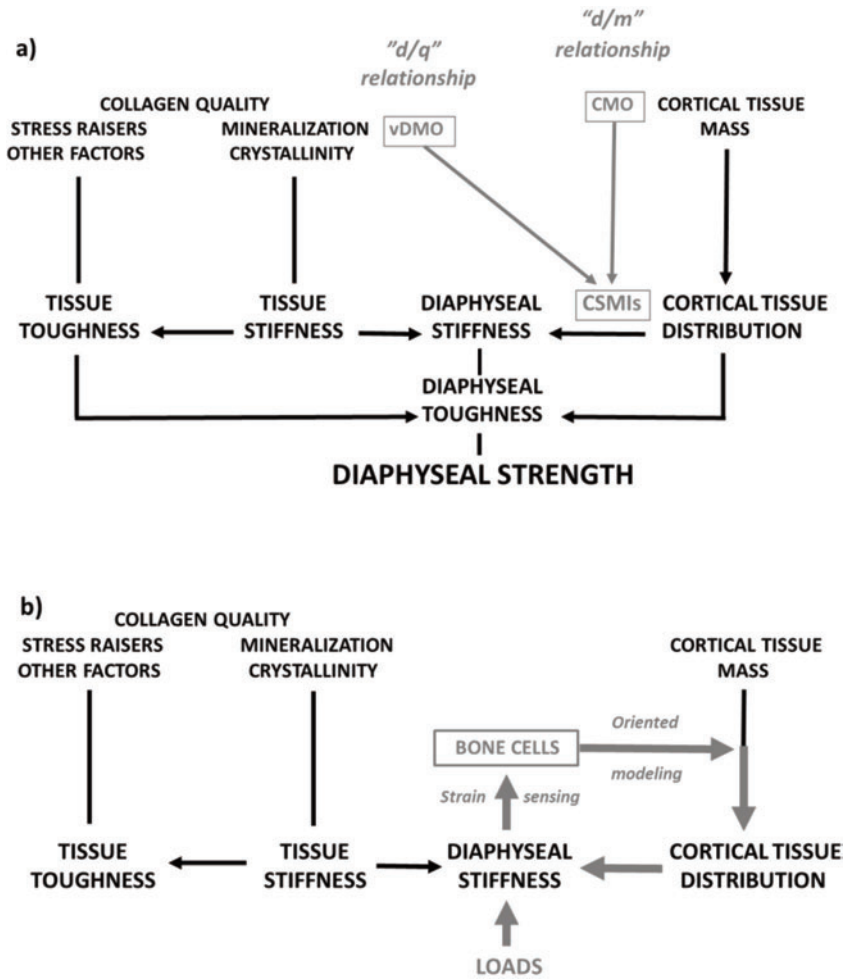 a)
"d/q"
relationship
"d/m"
relationship
COLLAGEN QUALITY
STRESS RAISERS
OTHER FACTORS
MINERALIZATION
CRYSTALLINITY
vDMO
CMO
CORTICAL TISSUE
MASS
TISSUE
TOUGHNESS
TISSUE
STIFFNESS
DIAPHYSEAL
STIFFNESS
CSMIs
CORTICAL TISSUE
DISTRIBUTION
DIAPHYSEAL
TOUGHNESS
DIAPHYSEAL STRENGTH
b)
COLLAGEN QUALITY
STRESS RAISERS
OTHER FACTORS
MINERALIZATION
CRYSTALLINITY
CORTICAL TISSUE
MASS
BONE CELLS
Oriented
modeling
Strain sensing
TISSUE
TOUGHNESS
TISSUE
STIFFNESS
DIAPHYSEAL
STIFFNESS
CORTICAL TISSUE
DISTRIBUTION
LOADS